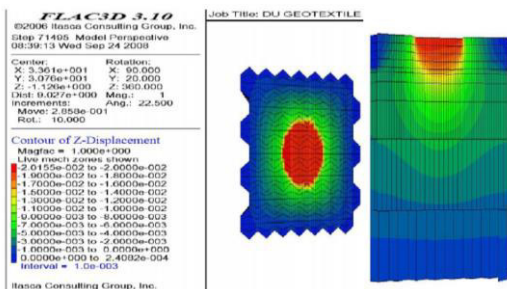 FLAC3D 3.10
©2006 Itasca Consulting Group, Inc.
Step 71495 Model Perspective
08:39:13 Wed Sep 24 2008
Center: Rotation:
X: 3.361e+001 X: 90.000
Y: 3.076e+001 Y: 20.000
Z: -1.126e+000 Z: 360.000
Dist: 9.027e+000 Mag.: 1
Increments: Ang.: 22.500
Move: 2.858e-001
Rot.: 10.000
Contour of Z-Displacement
Magfac = 1.000e+000
Live mech zones shown
-2.0155e-002 to -2.0000e-002
-1.9000e-002 to -1.8000e-002
-1.7000e-002 to -1.6000e-002
-1.5000e-002 to -1.4000e-002
-1.3000e-002 to -1.2000e-002
-1.1000e-002 to -1.0000e-002
-9.0000e-003 to -8.0000e-003
-7.0000e-003 to -6.0000e-003
-5.0000e-003 to -4.0000e-003
-3.0000e-003 to -2.0000e-003
-1.0000e-003 to 0.0000e+000
0.0000e+000 to 2.4082e-004
Interval = 1.0e-003
Itasca Consulting Group, Inc.
Job Title: DU GEOTEXTILE